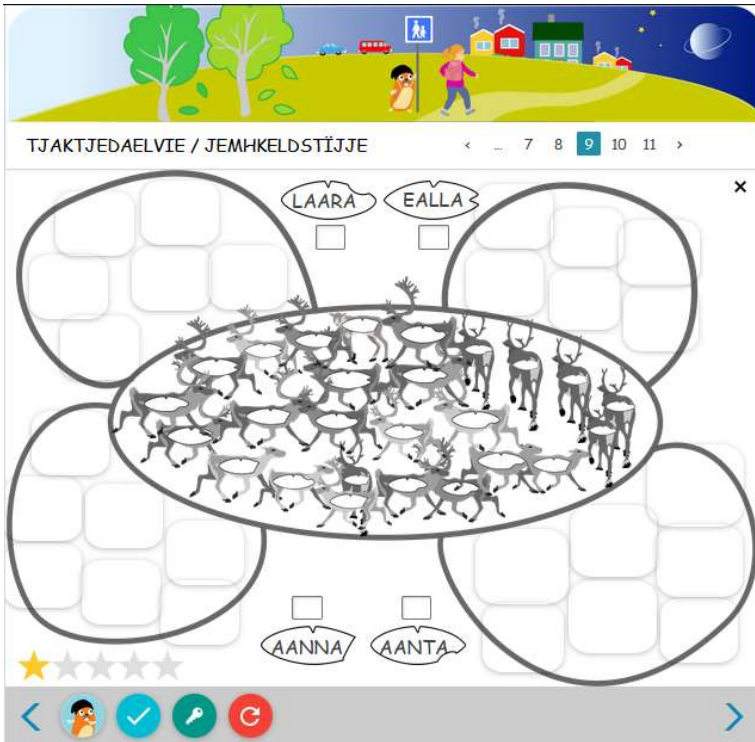 TJAKTJEDAELVIE / JEMHKELDSTÏJJE
‹ ... 7 8 9 10 11 ›
LAARA EALLA
AANNA AANTA